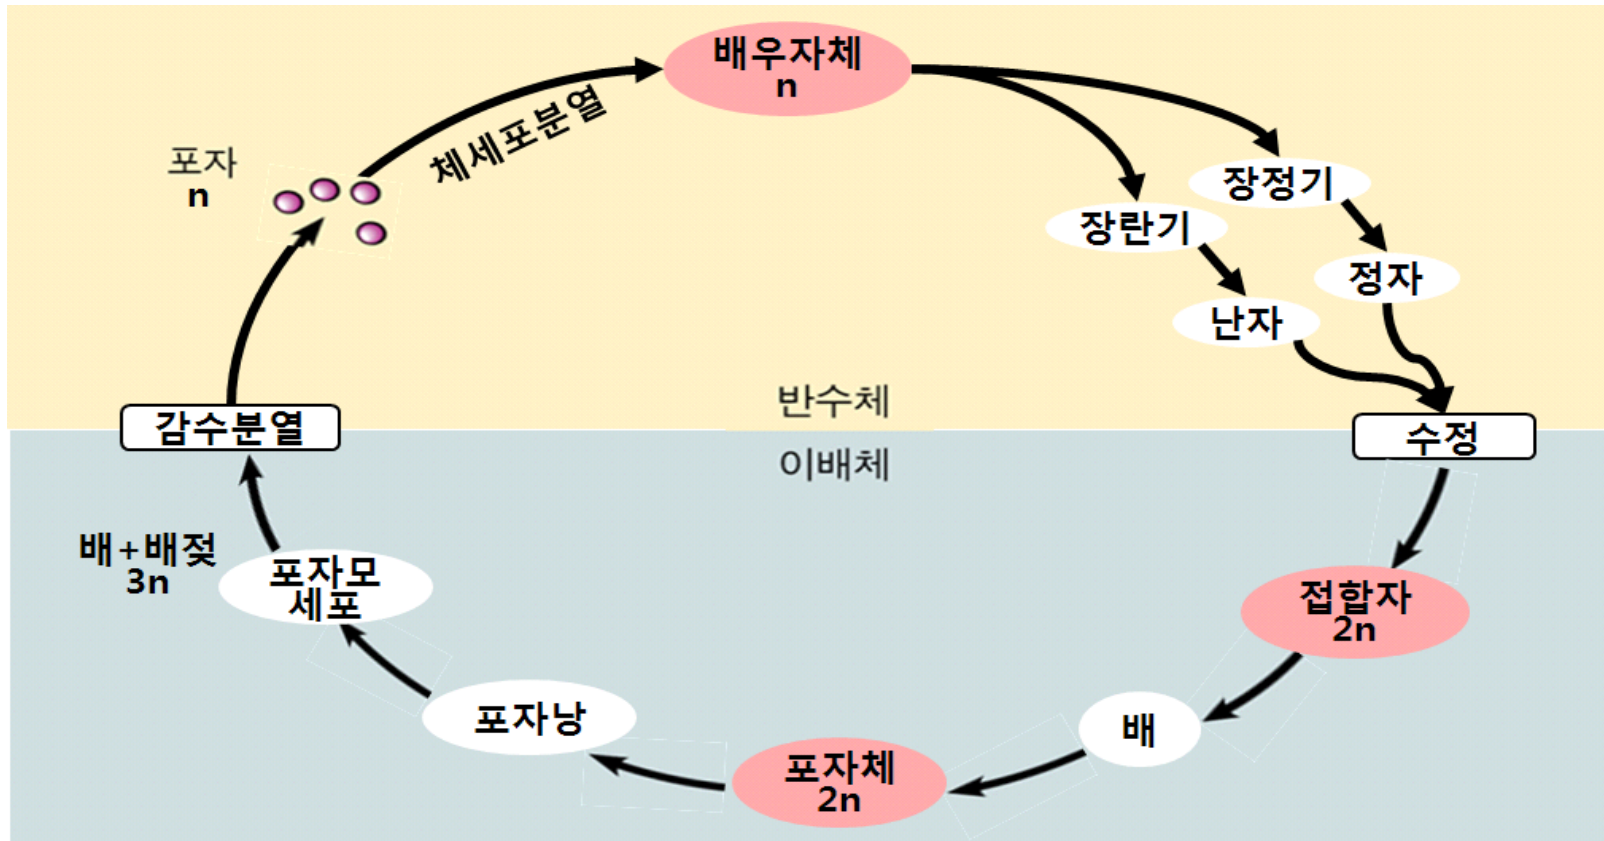 배우자체
n
체세포분열
포자
n
장정기
장란기
정자
난자
반수체
감수분열
수정
이배체
배+배젖
3n
포자모
세포
접합자
2n
포자낭
배
포자체
2n